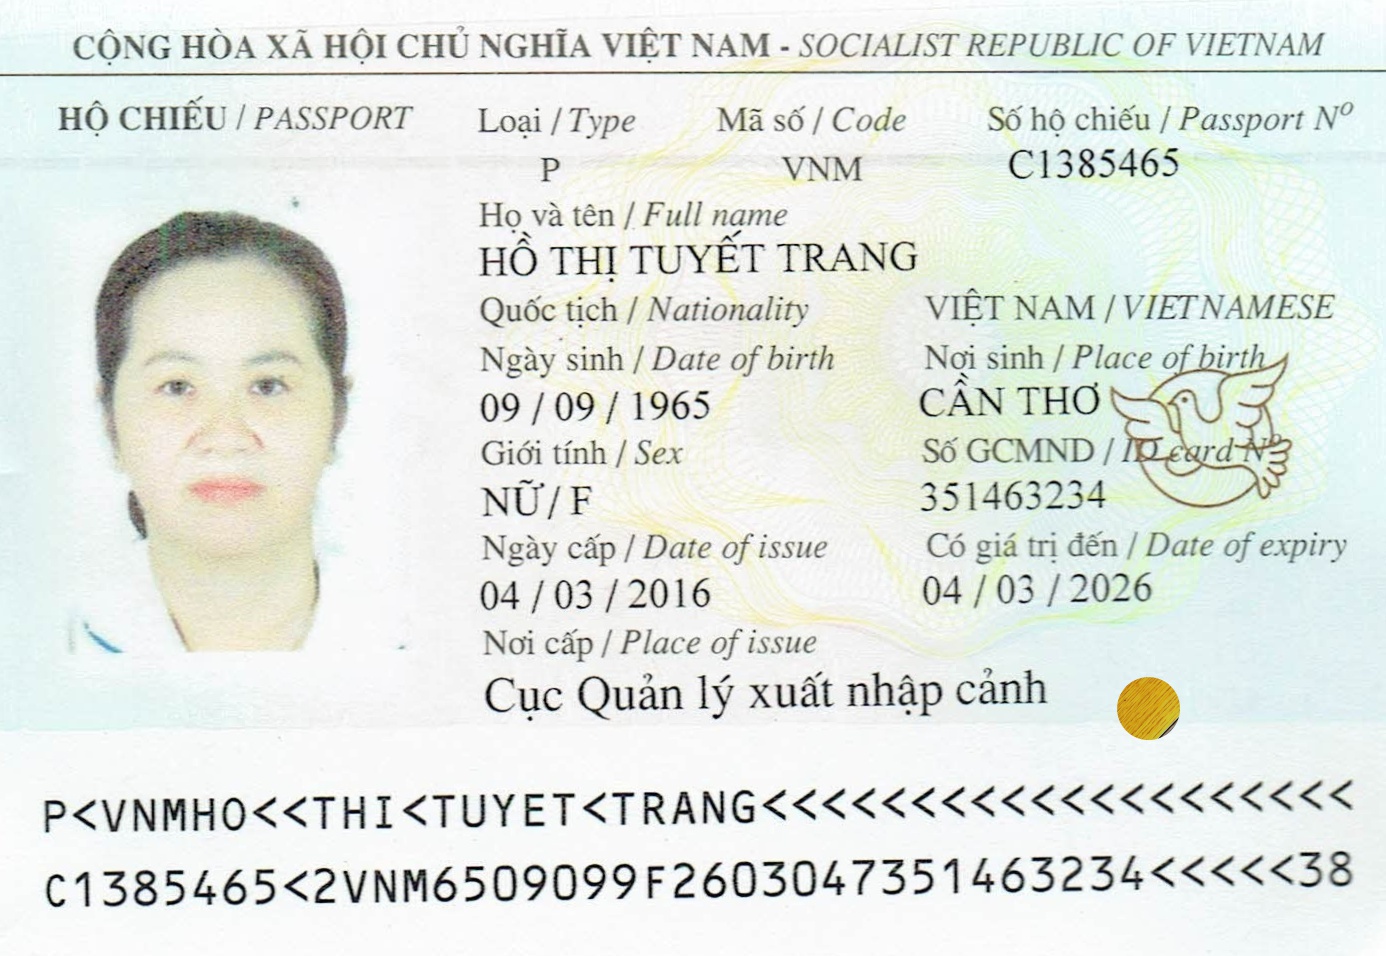 CỘNG HÒA XÃ HỘI CHỦ NGHĨA VIỆT NAM - SOCIALIST REPUBLIC OF VIETNAM
HỘ CHIẾU / PASSPORT
Loại / Type Mã số / Code Số hộ chiếu / Passport Nº
P VNM C1385465
Họ và tên / Full name
HỒ THỊ TUYẾT TRANG
Quốc tịch / Nationality VIỆT NAM / VIETNAMESE
Ngày sinh / Date of birth Nơi sinh / Place of birth
09 / 09 / 1965 CẦN THƠ
Giới tính / Sex Số GCMND / ID card Nº
NỮ / F 351463234
Ngày cấp / Date of issue Có giá trị đến / Date of expiry
04 / 03 / 2016 04 / 03 / 2026
Nơi cấp / Place of issue
Cục Quản lý xuất nhập cảnh
P<VNMHO<<THI<TUYET<TRANG<<<<<<<<<<<<<<<<<<<<
C1385465<2VNM6509099F2603047351463234<<<<<38